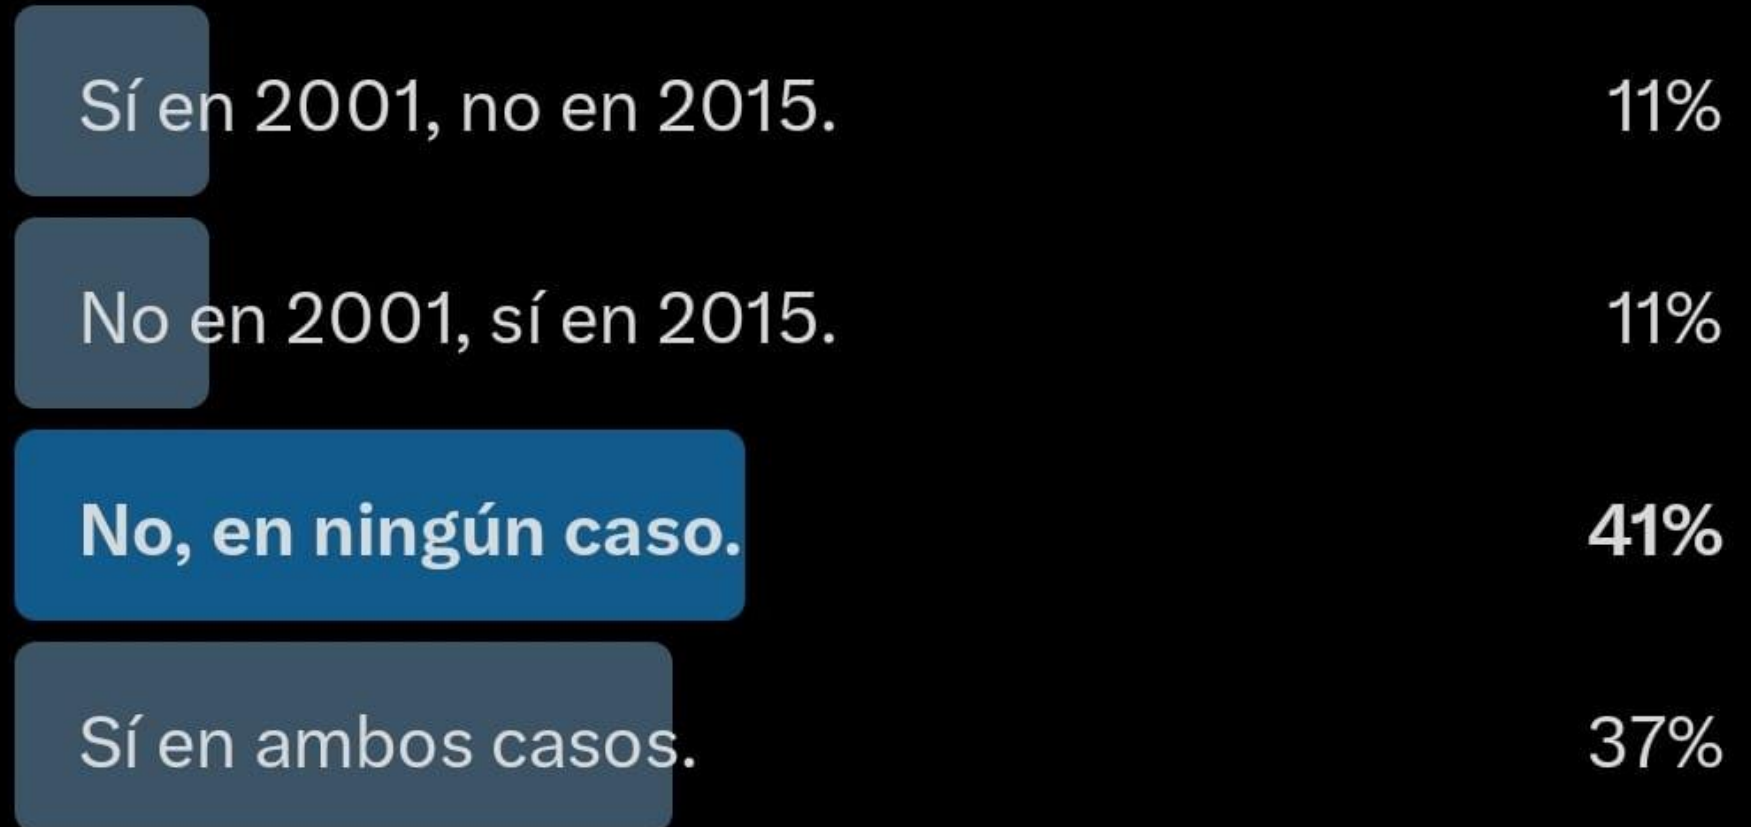 Sí en 2001, no en 2015. 11%
No en 2001, sí en 2015. 11%
No, en ningún caso. 41%
Sí en ambos casos. 37%